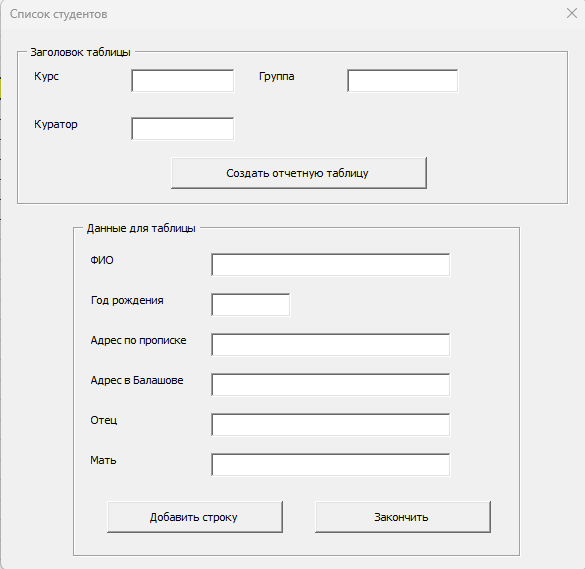 Список студентов
Заголовок таблицы
Курс Группа
Куратор
Создать отчетную таблицу
Данные для таблицы
ФИО
Год рождения
Адрес по прописке
Адрес в Балашове
Отец
Мать
Добавить строку Закончить